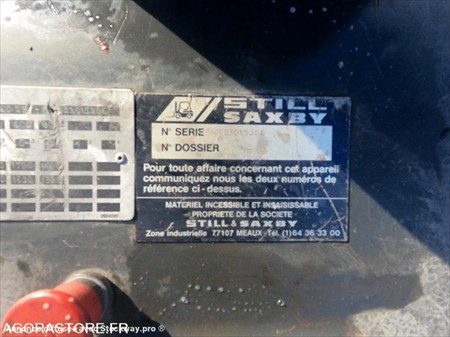 STILL
SAXBY
N° SERIE
N° DOSSIER
Pour toute affaire concernant cet appareil
communiquez nous les deux numéros de
référence ci-dessus.
MATERIEL INCESSIBLE ET INSAISISSABLE
PROPRIETE DE LA SOCIETE
STILL & SAXBY
Zone industrielle 77107 MEAUX Tél. (1) 64 36 33 00
AGORASTORE.FR